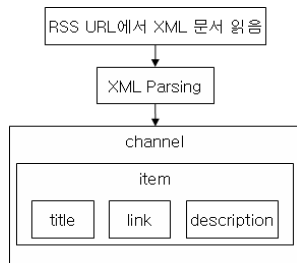 RSS URL에서 XML 문서 읽음
XML Parsing
channel
item
title link description